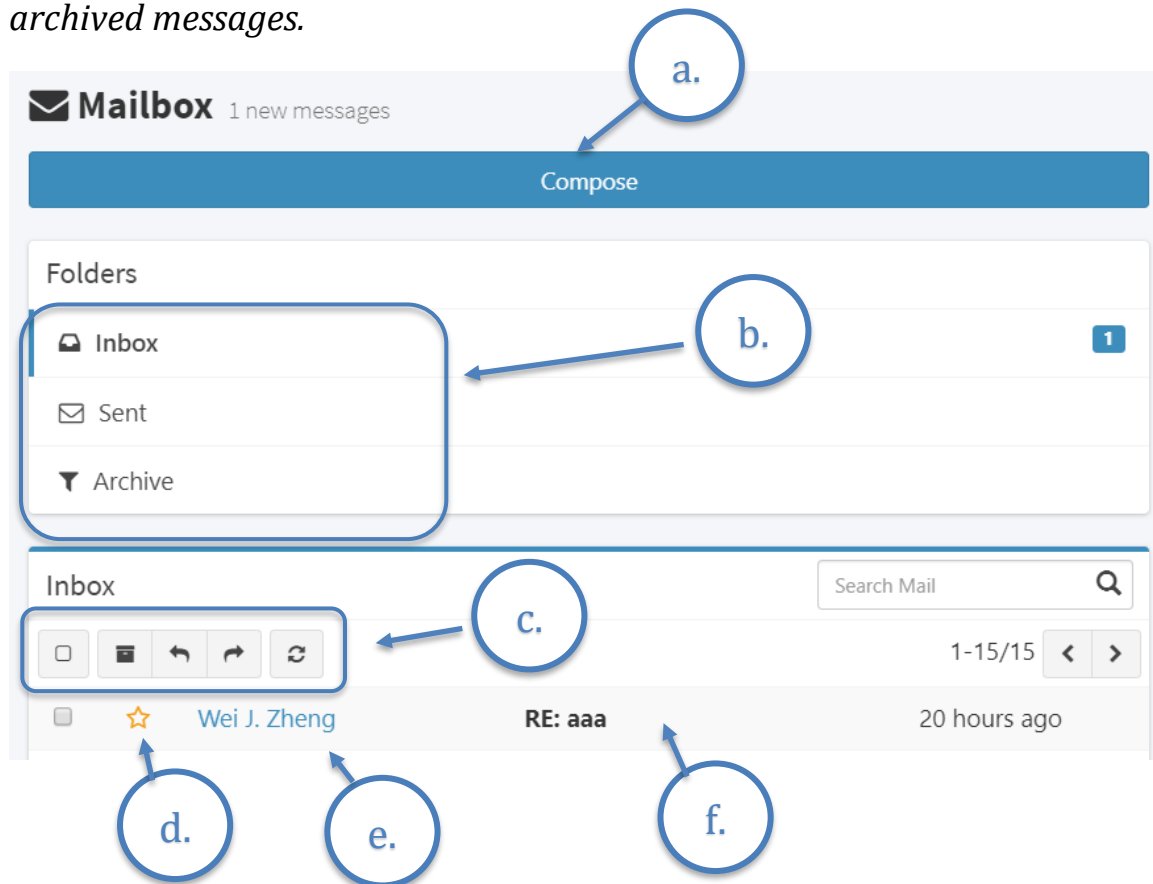 archived messages.
a.
Mailbox 1 new messages
Compose
Folders
b.
Inbox 1
Sent
Archive
Inbox Search Mail
c.
1-15/15
Wei J. Zheng RE: aaa 20 hours ago
d. e. f.